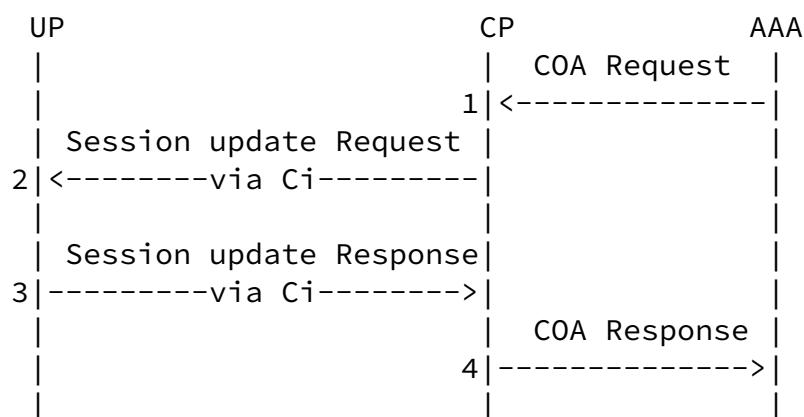 UP CP AAA
COA Request
1
Session update Request
2 via Ci
Session update Response
3 via Ci
COA Response
4